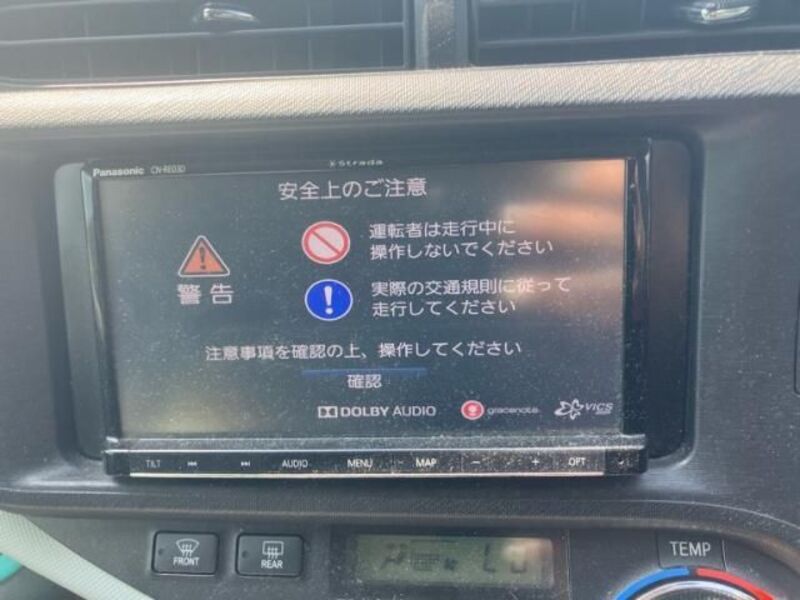 Panasonic CN-RE03D
Strada
安全上のご注意
運転者は走行中に
操作しないでください
警告
実際の交通規則に従って
走行してください
注意事項を確認の上、操作してください
確認
DOLBY AUDIO
gracenote
VICS
TILT AUDIO MENU MAP − + OPT
FRONT
REAR
LO
TEMP